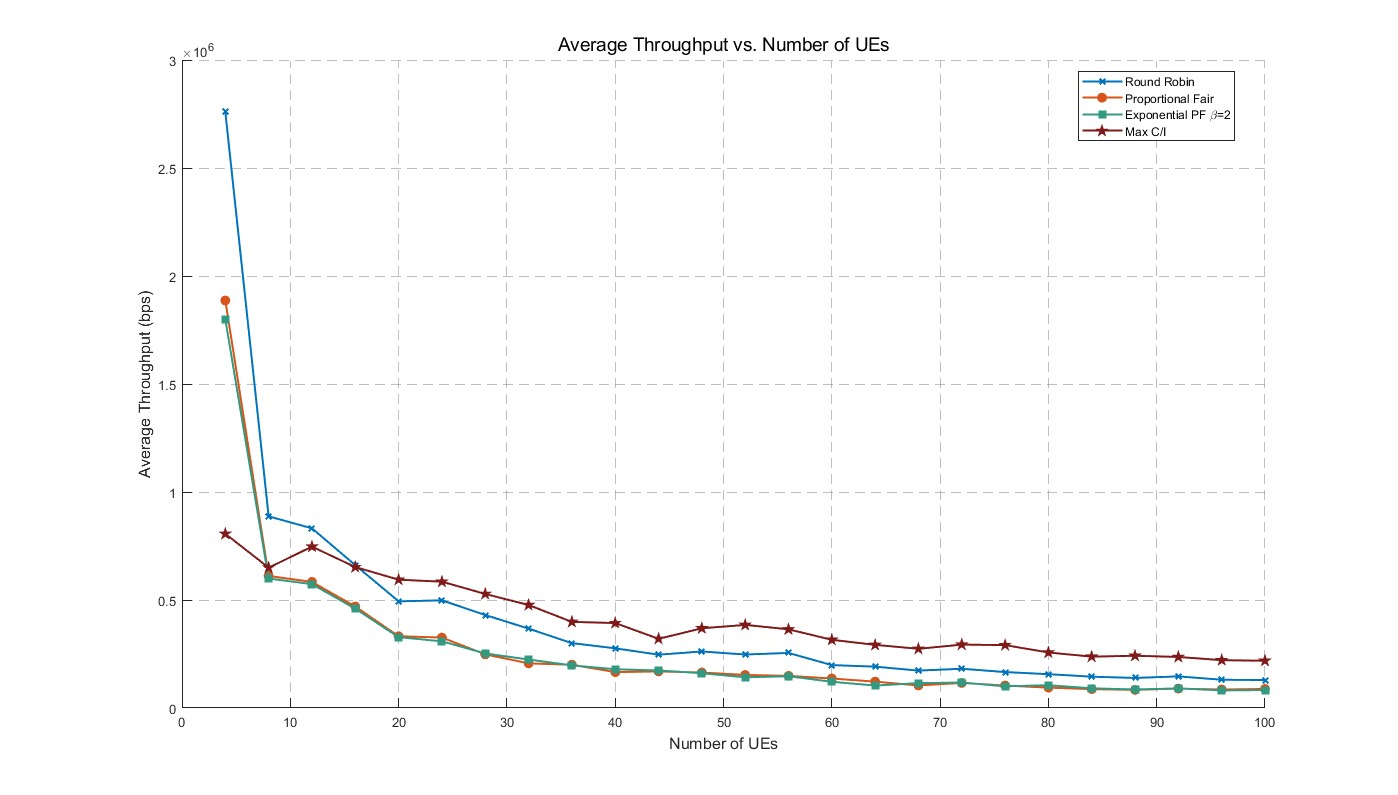 Average Throughput vs. Number of UEs
×10⁶
3
2.5
2
1.5
1
0.5
0
Average Throughput (bps)
Round Robin
Proportional Fair
Exponential PF β=2
Max C/I
0 10 20 30 40 50 60 70 80 90 100
Number of UEs